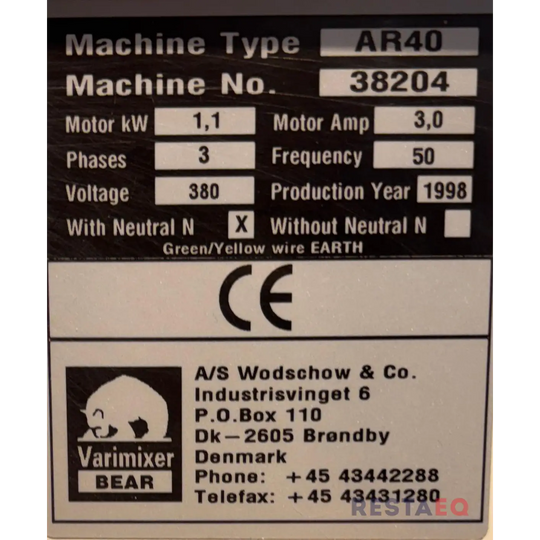 Machine Type AR40
Machine No. 38204
Motor kW 1,1 Motor Amp 3,0
Phases 3 Frequency 50
Voltage 380 Production Year 1998
With Neutral N X Without Neutral N
Green/Yellow wire EARTH
CE
A/S Wodschow & Co.
Industrisvinget 6
P.O.Box 110
Dk-2605 Brøndby
Denmark
Phone: +45 43442288
Telefax: +45 43431280
Varimixer
BEAR
RESTAEQ